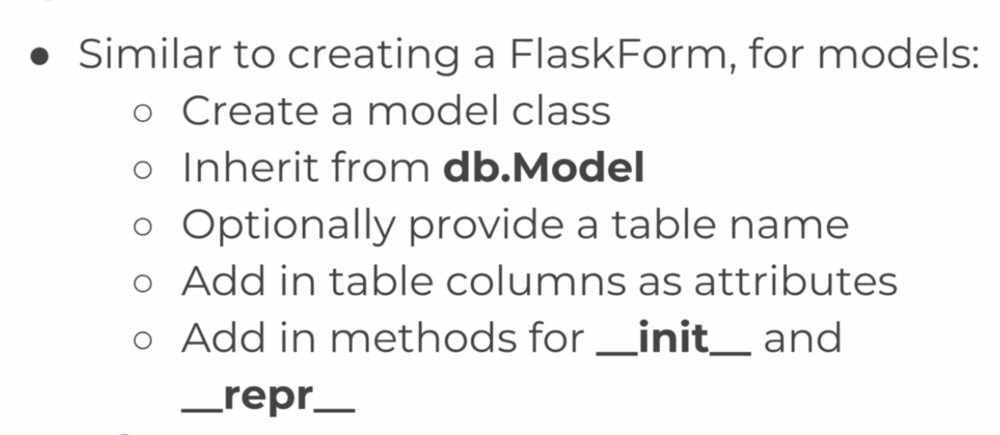 ● Similar to creating a FlaskForm, for models:
○ Create a model class
○ Inherit from db.Model
○ Optionally provide a table name
○ Add in table columns as attributes
○ Add in methods for __init__ and
__repr__